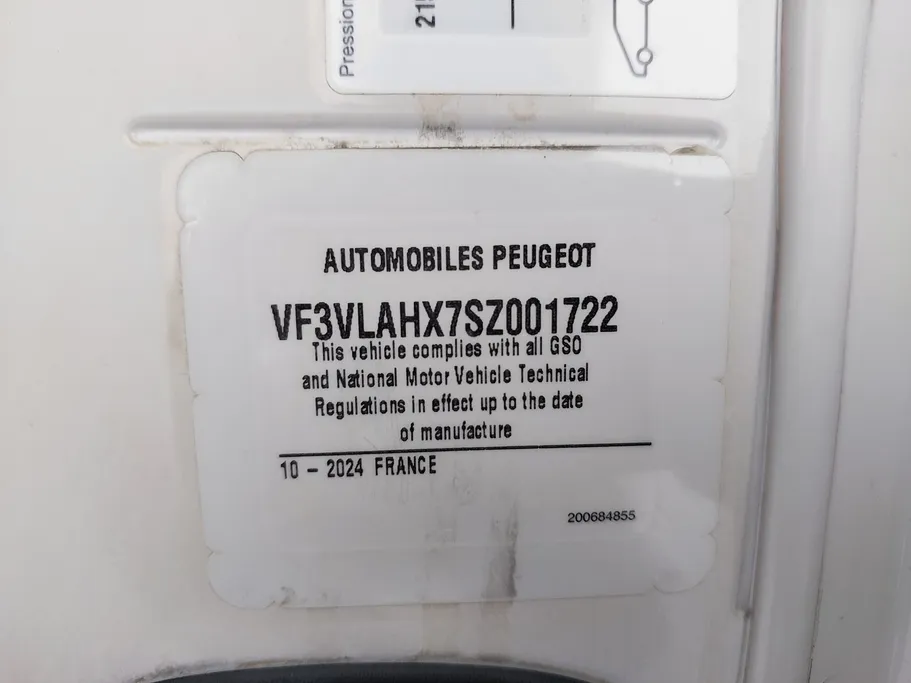 Pression
215
AUTOMOBILES PEUGEOT
VF3VLAHX7SZ001722
This vehicle complies with all GSO
and National Motor Vehicle Technical
Regulations in effect up to the date
of manufacture
10 - 2024 FRANCE
200684855